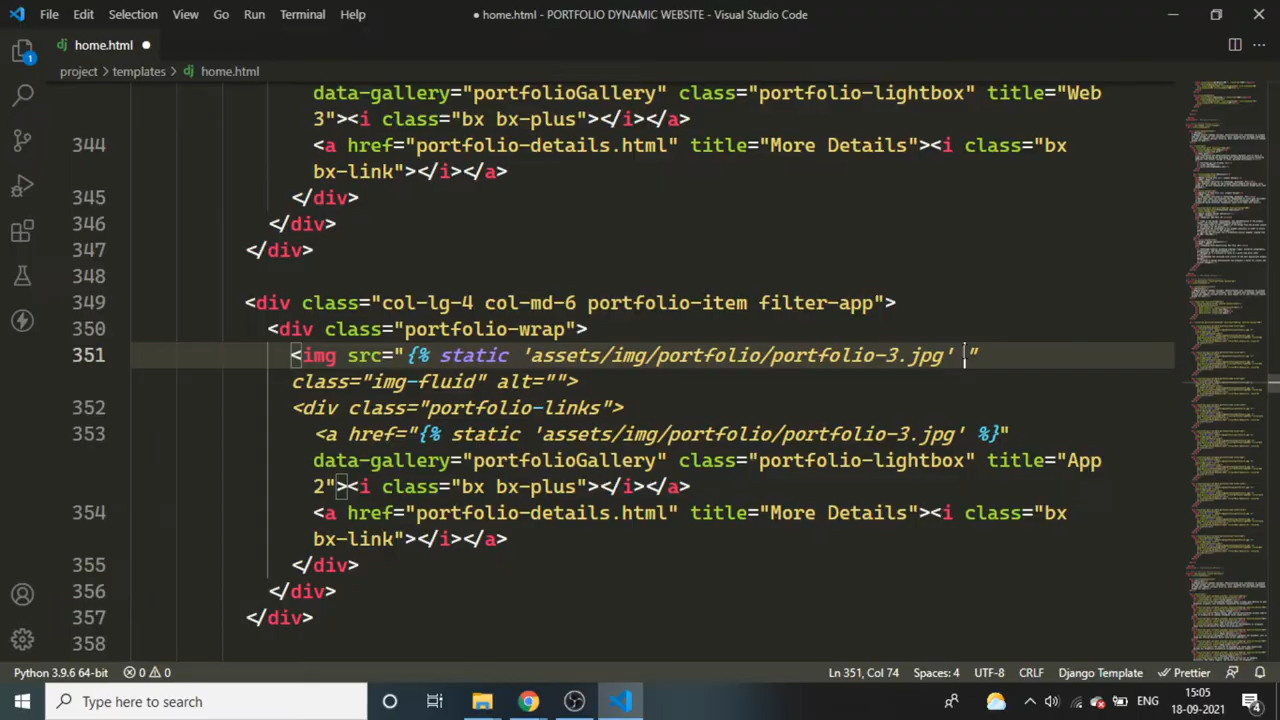 File Edit Selection View Go Run Terminal Help ● home.html - PORTFOLIO DYNAMIC WEBSITE - Visual Studio Code
dj home.html ●
project > templates > dj home.html
data-gallery="portfolioGallery" class="portfolio-lightbox" title="Web
3"><i class="bx bx-plus"></i></a>
344 <a href="portfolio-details.html" title="More Details"><i class="bx
bx-link"></i></a>
345 </div>
346 </div>
347 </div>
348
349 <div class="col-lg-4 col-md-6 portfolio-item filter-app">
350 <div class="portfolio-wrap">
351 <img src="{% static 'assets/img/portfolio/portfolio-3.jpg' "
class="img-fluid" alt="">
352 <div class="portfolio-links">
353 <a href="{% static 'assets/img/portfolio/portfolio-3.jpg' %}"
data-gallery="portfolioGallery" class="portfolio-lightbox" title="App
2"><i class="bx bx-plus"></i></a>
354 <a href="portfolio-details.html" title="More Details"><i class="bx
bx-link"></i></a>
355 </div>
356 </div>
357 </div>
358
1
Python 3.9.6 64-bit 0 0 Ln 351, Col 74 Spaces: 4 UTF-8 CRLF Django Template Prettier
Type here to search ENG 15:05
18-09-2021 4